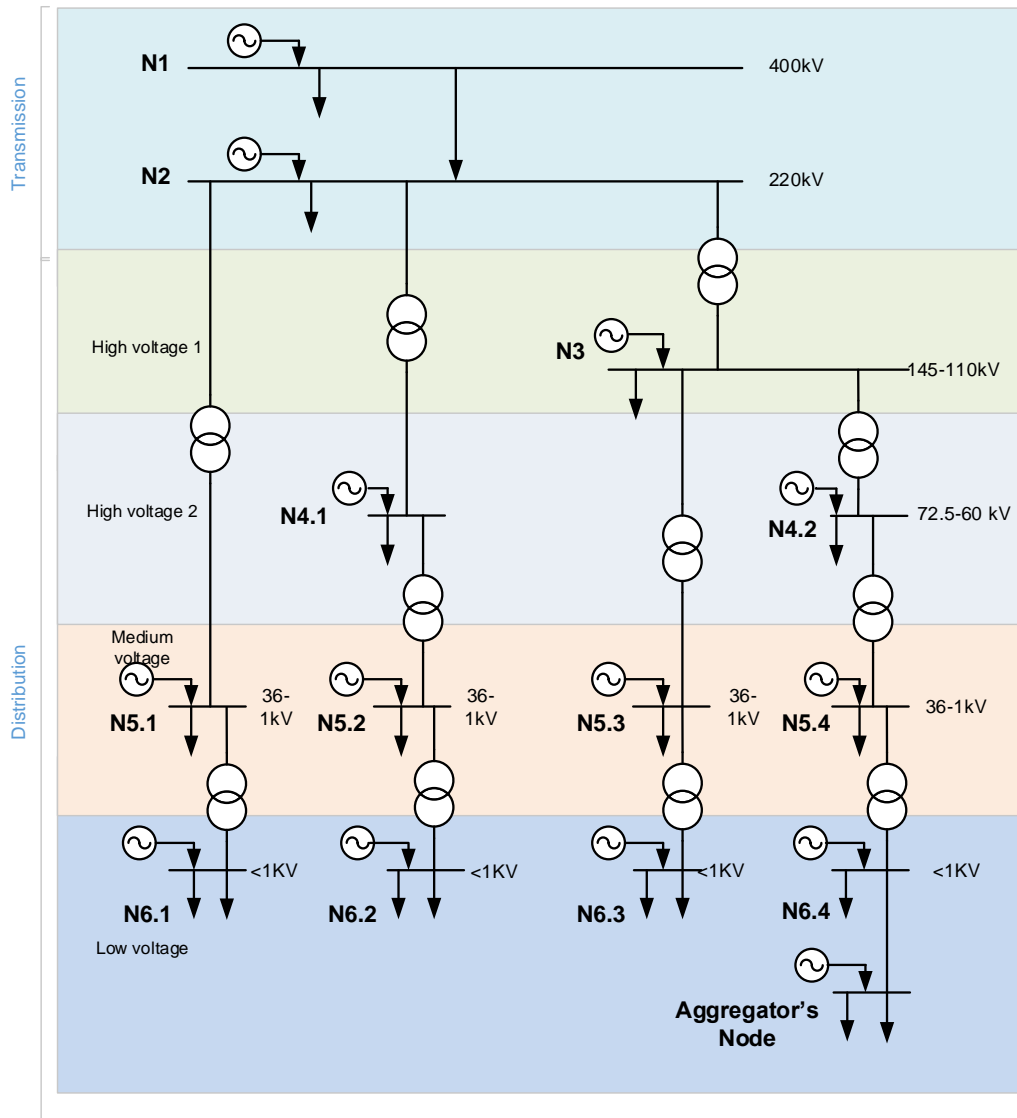 Transmission
N1
400kV
N2
220kV
High voltage 1
N3
145-110kV
High voltage 2
N4.1
N4.2
72.5-60 kV
Distribution
Medium
voltage
N5.1
36-
1kV
N5.2
36-
1kV
N5.3
36-
1kV
N5.4
36-1kV
N6.1
<1KV
N6.2
<1KV
N6.3
<1KV
N6.4
<1KV
Low voltage
Aggregator’s
Node